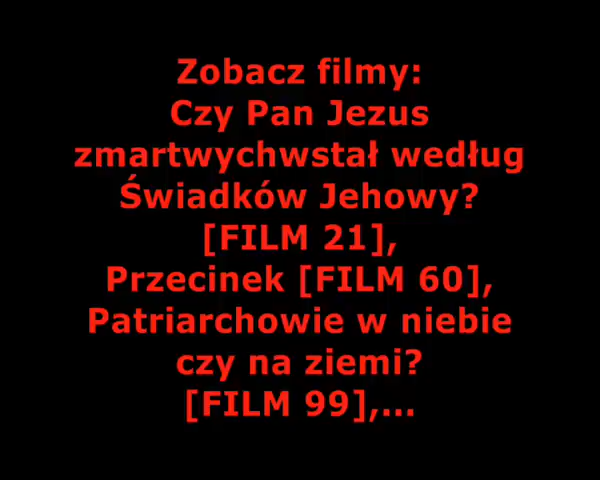 Zobacz filmy:
Czy Pan Jezus
zmartwychwstał według
Świadków Jehowy?
[FILM 21],
Przecinek [FILM 60],
Patriarchowie w niebie
czy na ziemi?
[FILM 99],...